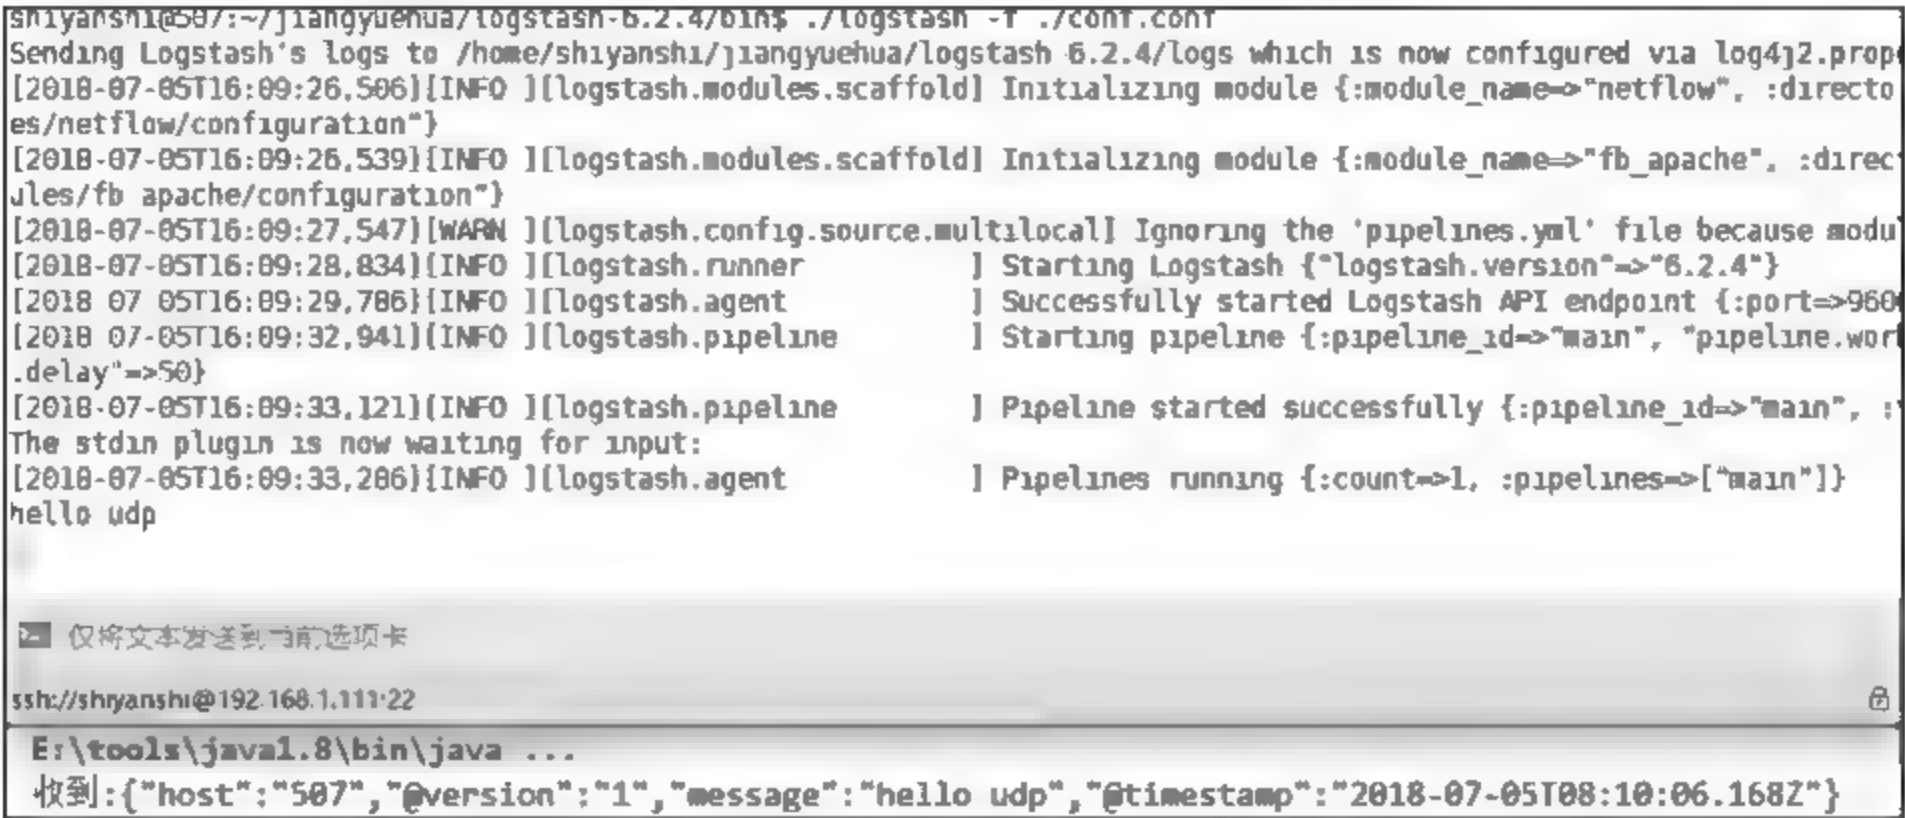 shiyanshi@507:~/jiangyuehua/logstash-6.2.4/bin$ ./logstash -f ./conf.conf
Sending Logstash's logs to /home/shiyanshi/jiangyuehua/logstash-6.2.4/logs which is now configured via log4j2.prop
[2018-07-05T16:09:26,506][INFO ][logstash.modules.scaffold] Initializing module {:module_name=>"netflow", :directo
es/netflow/configuration"}
[2018-07-05T16:09:26,539][INFO ][logstash.modules.scaffold] Initializing module {:module_name=>"fb_apache", :direc
ules/fb_apache/configuration"}
[2018-07-05T16:09:27,547][WARN ][logstash.config.source.multilocal] Ignoring the 'pipelines.yml' file because modu
[2018-07-05T16:09:28,834][INFO ][logstash.runner          ] Starting Logstash {"logstash.version"=>"6.2.4"}
[2018-07-05T16:09:29,786][INFO ][logstash.agent           ] Successfully started Logstash API endpoint {:port=>960
[2018-07-05T16:09:32,941][INFO ][logstash.pipeline        ] Starting pipeline {:pipeline_id=>"main", "pipeline.wor
.delay"=>50}
[2018-07-05T16:09:33,121][INFO ][logstash.pipeline        ] Pipeline started successfully {:pipeline_id=>"main", :
The stdin plugin is now waiting for input:
[2018-07-05T16:09:33,286][INFO ][logstash.agent           ] Pipelines running {:count=>1, :pipelines=>["main"]}
hello udp
仅将文本发送到当前选项卡
ssh://shiyanshi@192.168.1.111:22
E:\tools\java1.8\bin\java ...
收到:{"host":"507","@version":"1","message":"hello udp","@timestamp":"2018-07-05T08:10:06.168Z"}